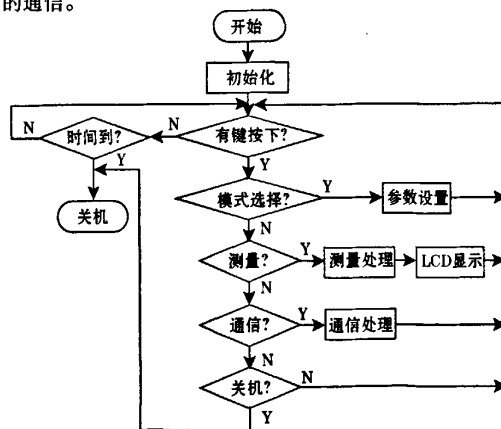 的通信。
开始
初始化
有键按下?
N
时间到?
N
Y
Y
关机
模式选择?
Y
参数设置
N
测量?
Y
测量处理
LCD显示
N
通信?
Y
通信处理
N
关机?
N
Y